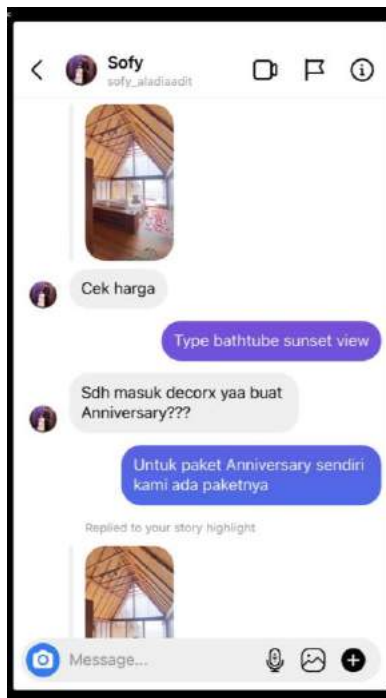 Sofy
sofy_aladiaadit
Cek harga
Type bathtube sunset view
Sdh masuk decorx yaa buat
Anniversary???
Untuk paket Anniversary sendiri
kami ada paketnya
Replied to your story highlight
Message...